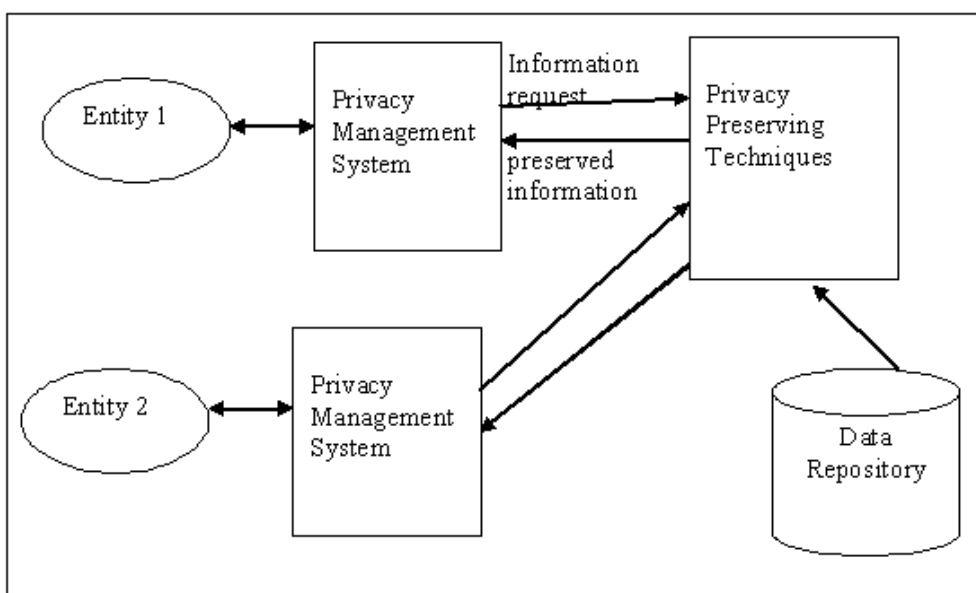 Entity 1
Privacy
Management
System
Information
request
preserved
information
Privacy
Preserving
Techniques
Entity 2
Privacy
Management
System
Data
Repository